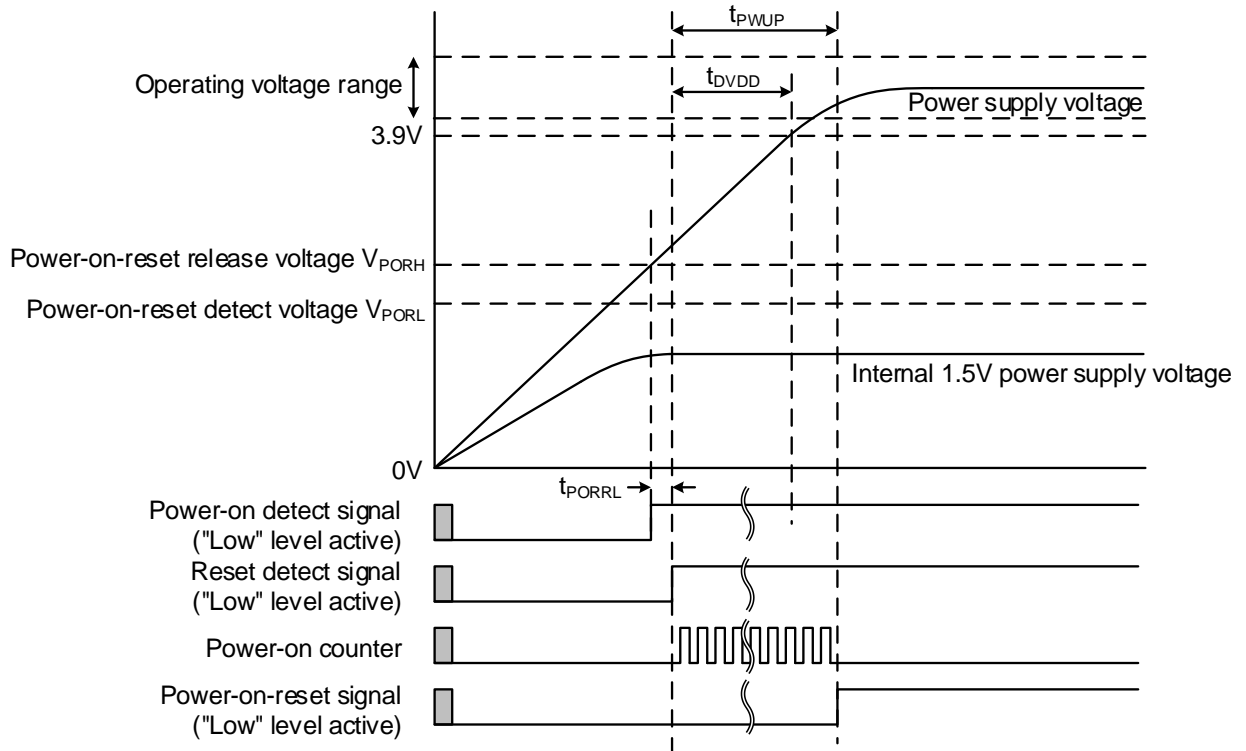 tPWUP
Operating voltage range
tDVDD
Power supply voltage
3.9V
Power-on-reset release voltage VPORH
Power-on-reset detect voltage VPORL
Internal 1.5V power supply voltage
0V
tPORRL
Power-on detect signal
("Low" level active)
Reset detect signal
("Low" level active)
Power-on counter
Power-on-reset signal
("Low" level active)